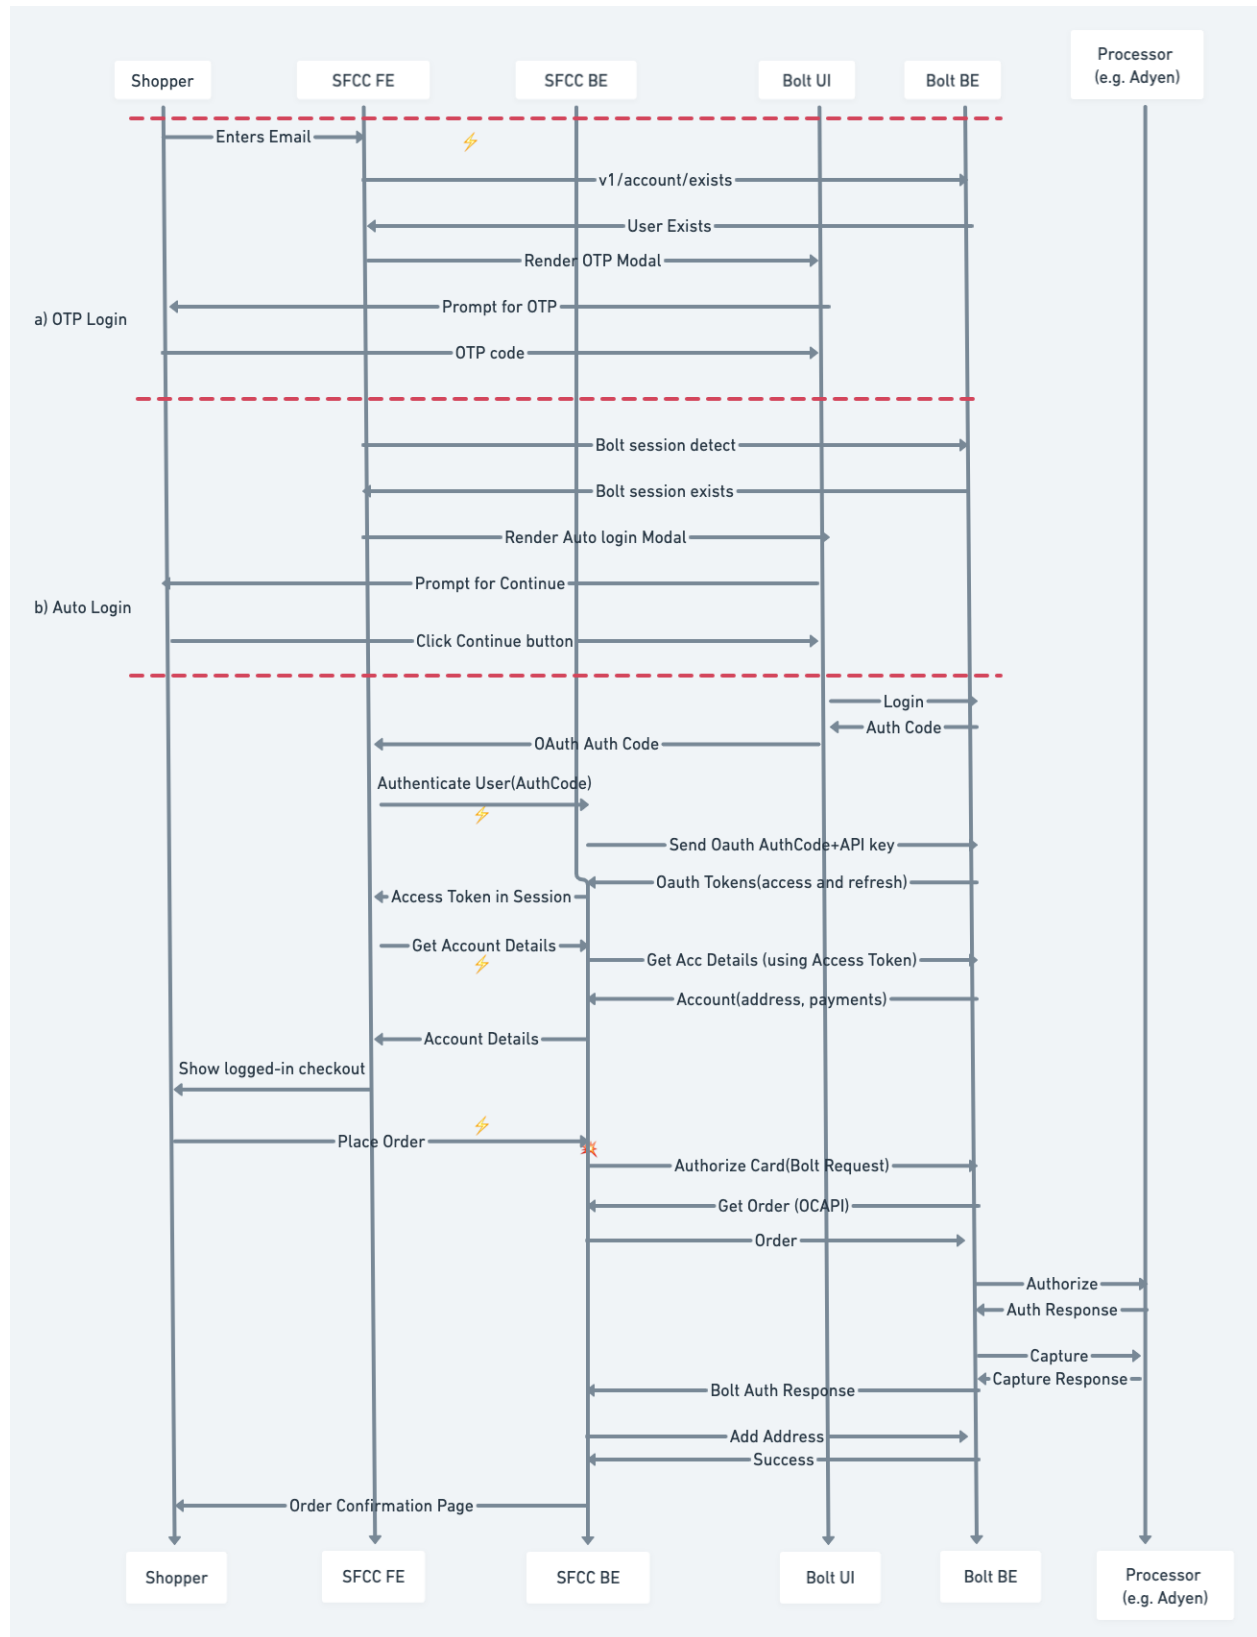 Processor
(e.g. Adyen)
Shopper
SFCC FE
SFCC BE
Bolt UI
Bolt BE
Enters Email
v1/account/exists
User Exists
Render OTP Modal
Prompt for OTP
a) OTP Login
OTP code
Bolt session detect
Bolt session exists
Render Auto login Modal
Prompt for Continue
b) Auto Login
Click Continue button
Login
Auth Code
OAuth Auth Code
Authenticate User(AuthCode)
Send Oauth AuthCode+API key
Oauth Tokens(access and refresh)
Access Token in Session
Get Account Details
Get Acc Details (using Access Token)
Account(address, payments)
Account Details
Show logged-in checkout
Place Order
Authorize Card(Bolt Request)
Get Order (OCAPI)
Order
Authorize
Auth Response
Capture
Capture Response
Bolt Auth Response
Add Address
Success
Order Confirmation Page
Shopper
SFCC FE
SFCC BE
Bolt UI
Bolt BE
Processor
(e.g. Adyen)